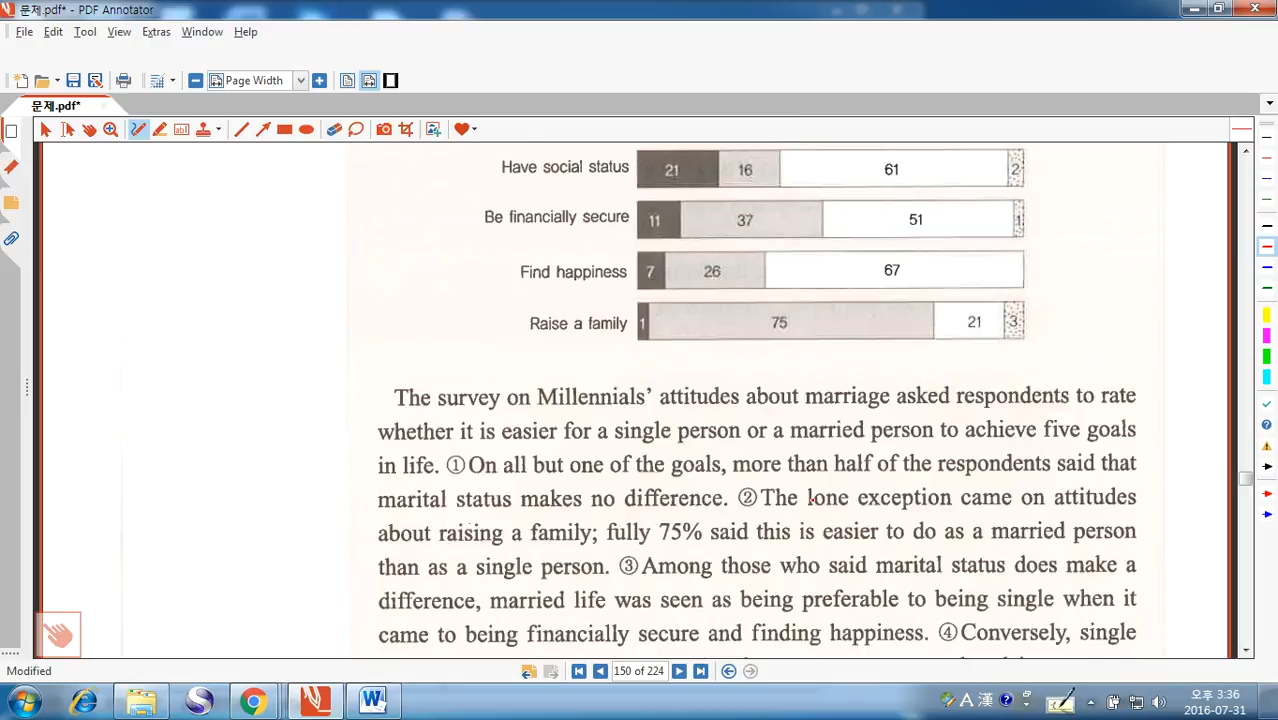 문제.pdf* - PDF Annotator
File Edit Tool View Extras Window Help
Page Width
문제.pdf*
Have social status 21 16 61 2
Be financially secure 11 37 51 1
Find happiness 7 26 67
Raise a family 1 75 21 3
The survey on Millennials' attitudes about marriage asked respondents to rate
whether it is easier for a single person or a married person to achieve five goals
in life. ①On all but one of the goals, more than half of the respondents said that
marital status makes no difference. ②The lone exception came on attitudes
about raising a family; fully 75% said this is easier to do as a married person
than as a single person. ③Among those who said marital status does make a
difference, married life was seen as being preferable to being single when it
came to being financially secure and finding happiness. ④Conversely, single
Modified
150 of 224
A 漢
오후 3:36
2016-07-31